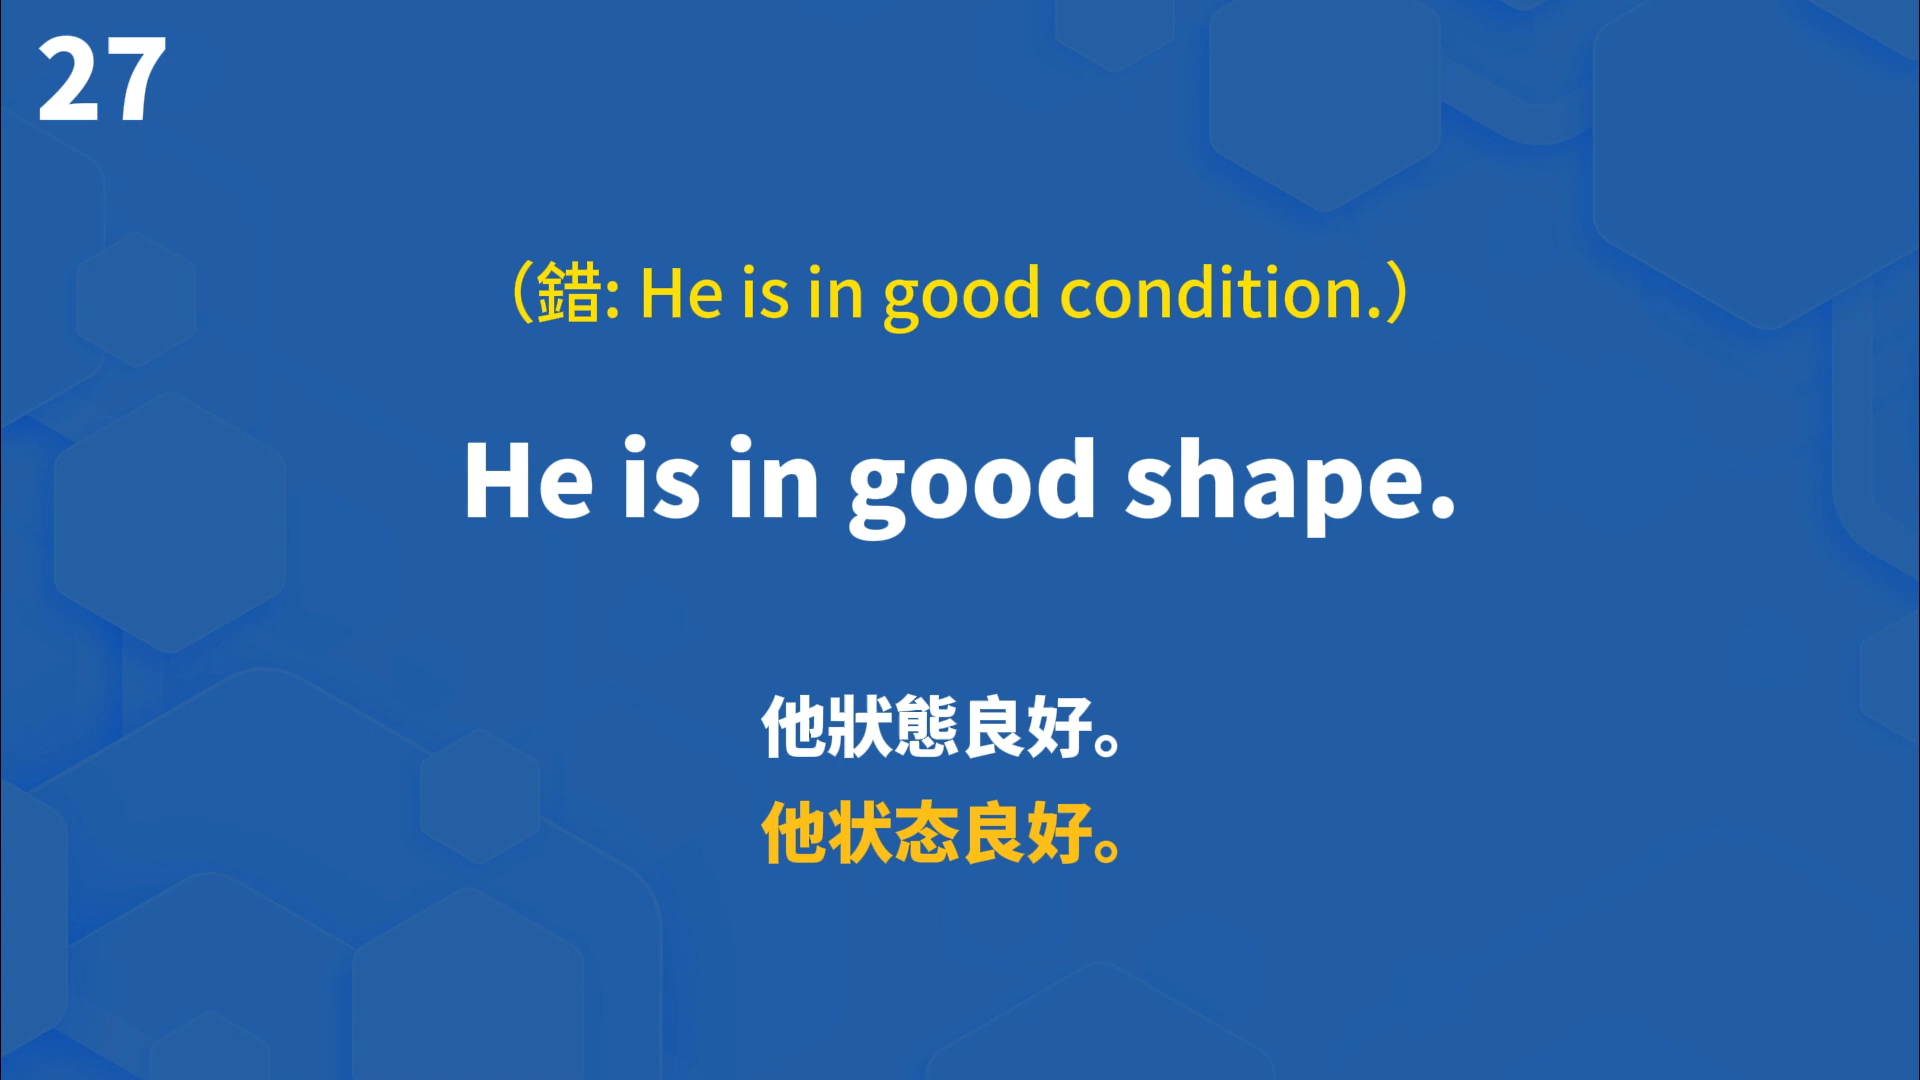 27
（錯: He is in good condition.）
He is in good shape.
他狀態良好。
他状态良好。